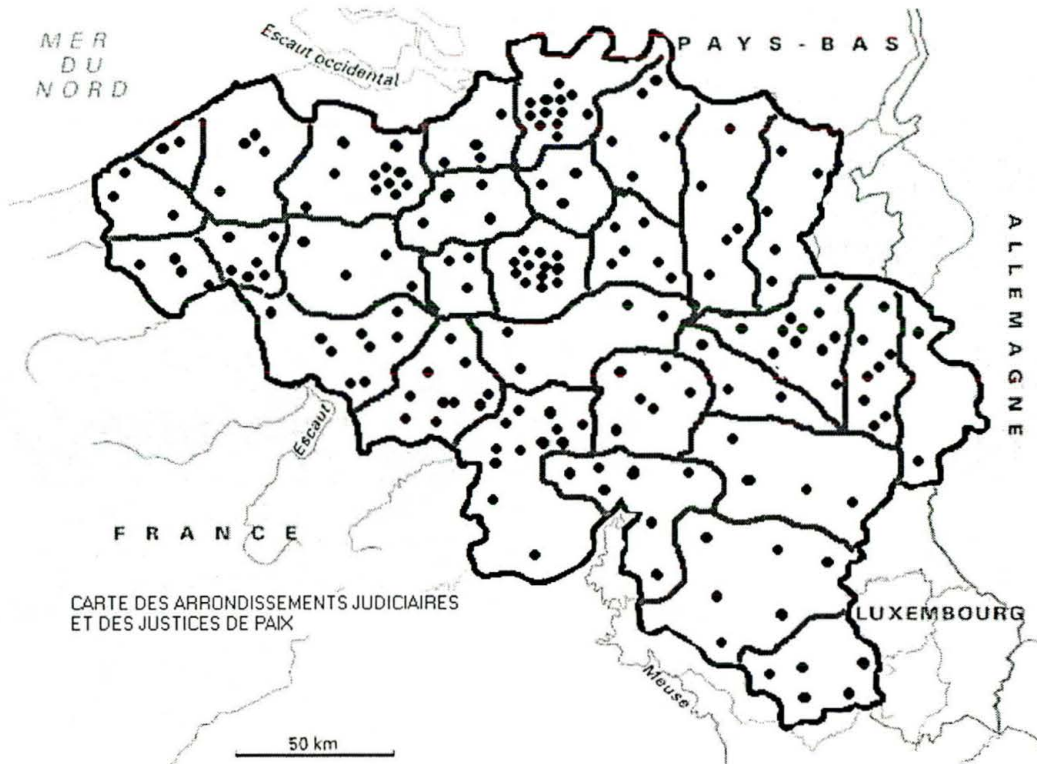 MER
DU
NORD
Escaut occidental
PAYS-BAS
ALLEMAGNE
Escaut
FRANCE
CARTE DES ARRONDISSEMENTS JUDICIAIRES
ET DES JUSTICES DE PAIX
LUXEMBOURG
Meuse
50 km